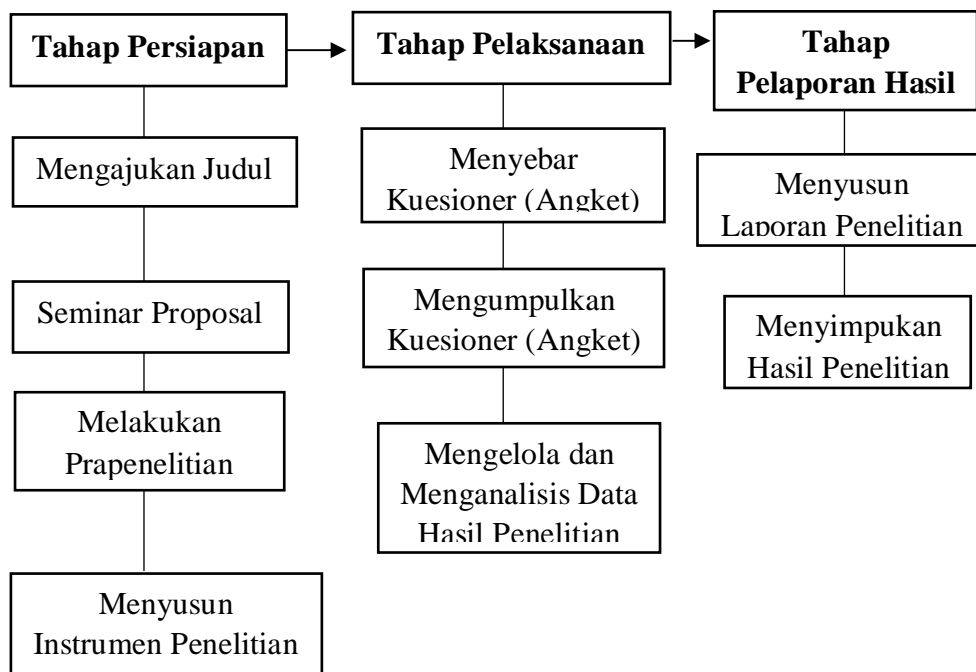 Tahap Persiapan
Mengajukan Judul
Seminar Proposal
Melakukan
Prapenelitian
Menyusun
Instrumen Penelitian
Tahap Pelaksanaan
Menyebar
Kuesioner (Angket)
Mengumpulkan
Kuesioner (Angket)
Mengelola dan
Menganalisis Data
Hasil Penelitian
Tahap
Pelaporan Hasil
Menyusun
Laporan Penelitian
Menyimpukan
Hasil Penelitian